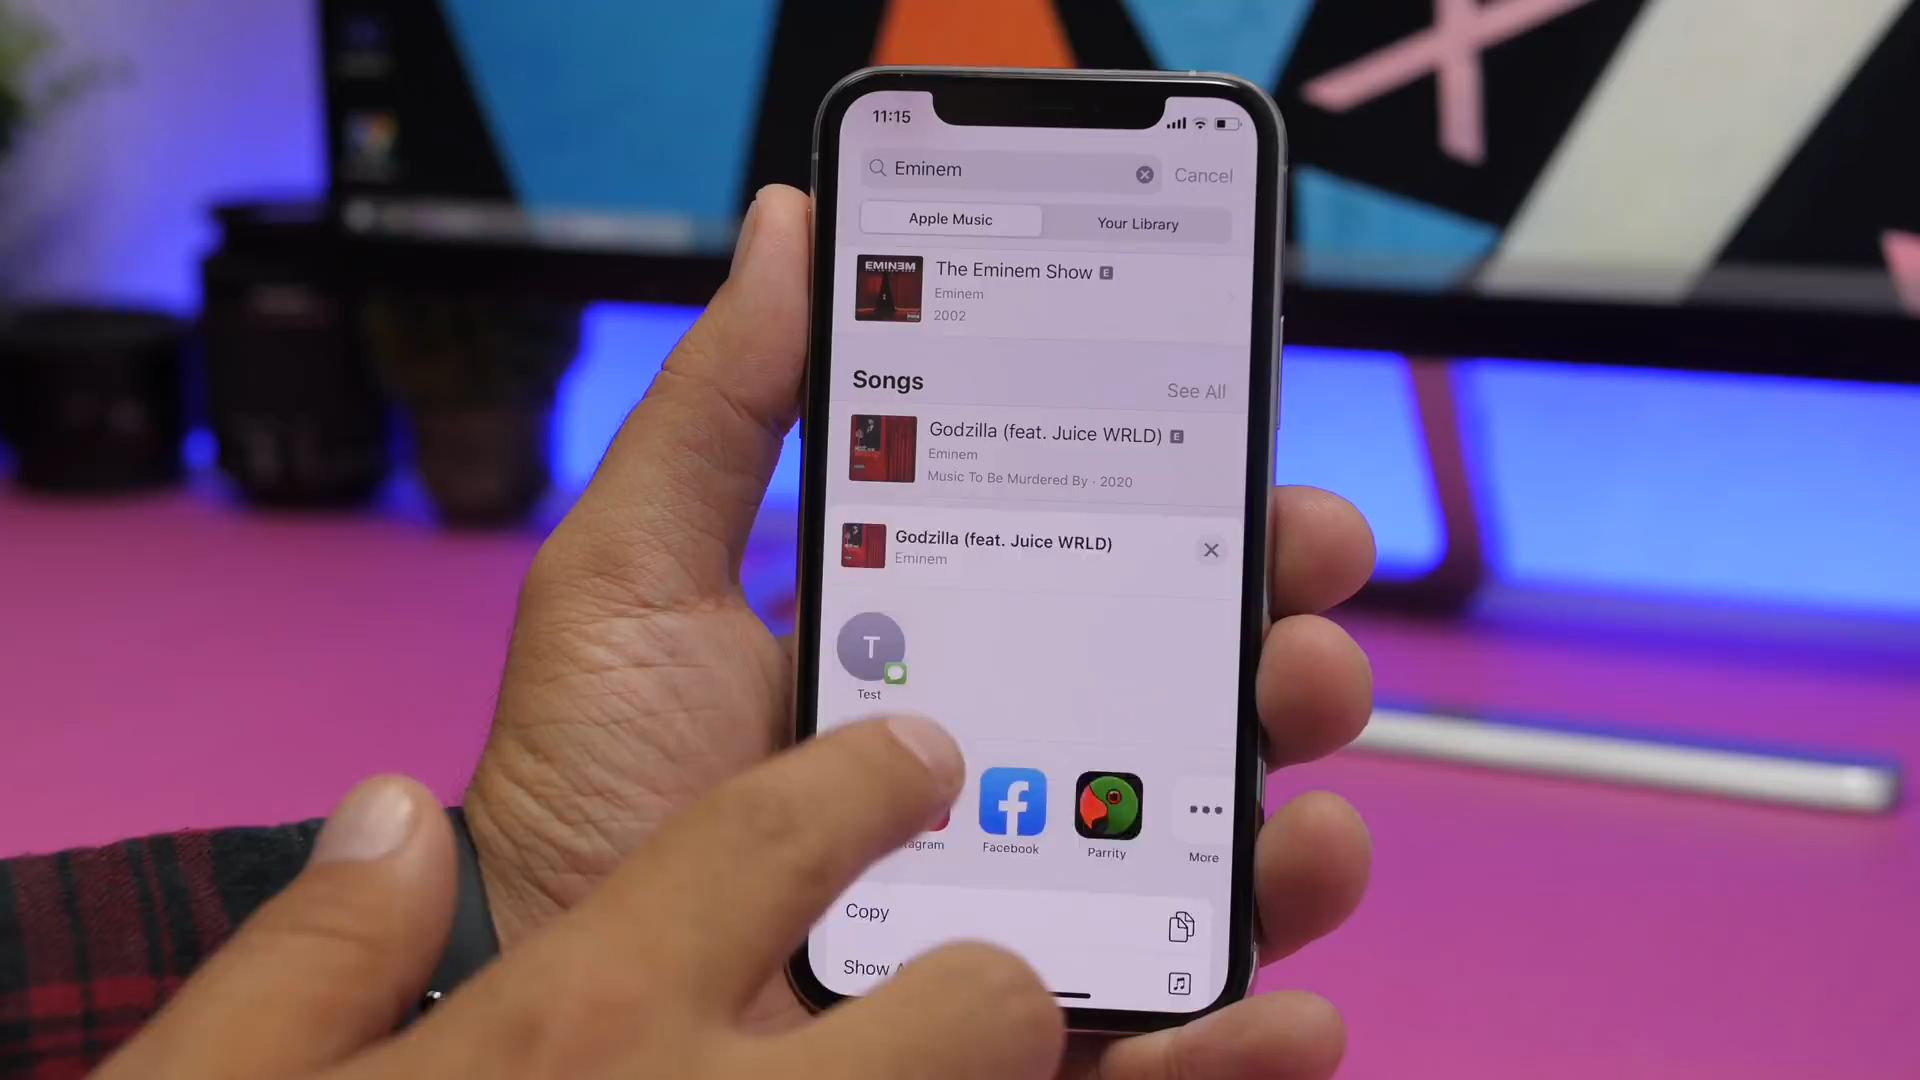 11:15
Eminem
Cancel
Apple Music
Your Library
EMINEM
The Eminem Show E
Eminem
2002
Songs
See All
Godzilla (feat. Juice WRLD) E
Eminem
Music To Be Murdered By · 2020
Godzilla (feat. Juice WRLD)
Eminem
T
Test
tagram
Facebook
Parrity
More
Copy
Show